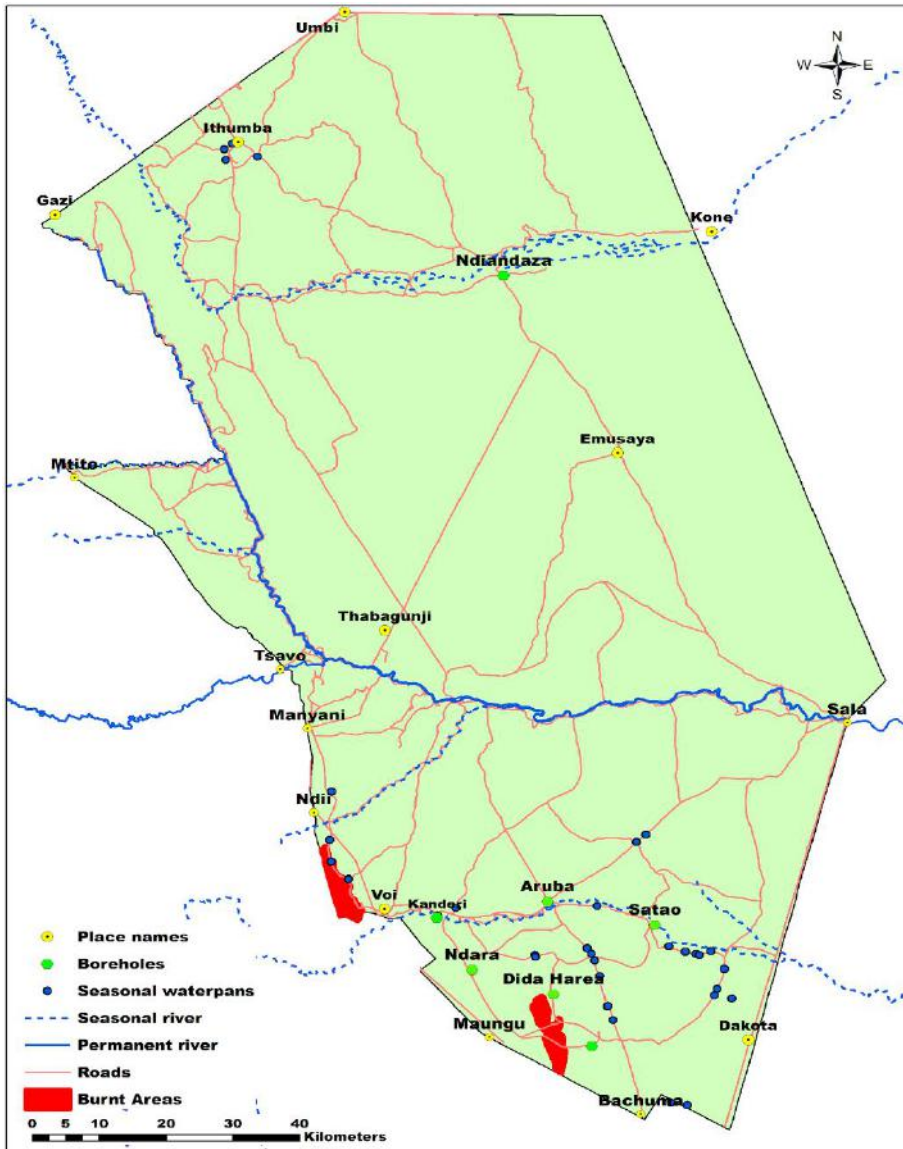 Umbi
N
W E
S
Ithumba
Gazi
Kone
Ndiandaza
Emusaya
Mtito
Thabagunji
Tsavo
Manyani
Sala
Ndii
Aruba
Voi
Kanderi
Satao
Ndara
Dida Harea
Maungu
Dakota
Bachuma
Place names
Boreholes
Seasonal waterpans
Seasonal river
Permanent river
Roads
Burnt Areas
0 5 10 20 30 40
Kilometers